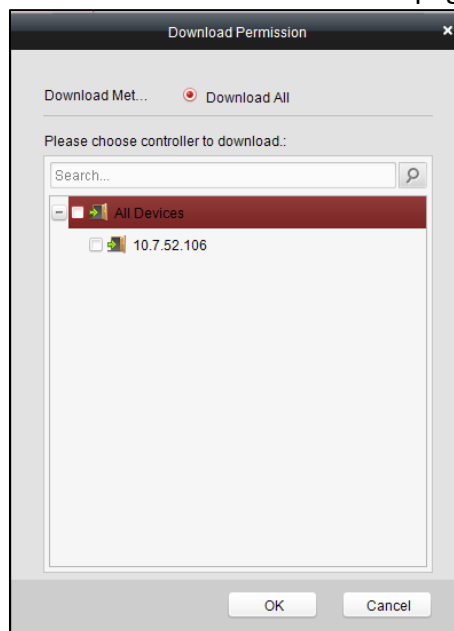 Download Permission
Download Met... Download All
Please choose controller to download.:
Search...
All Devices
10.7.52.106
OK Cancel